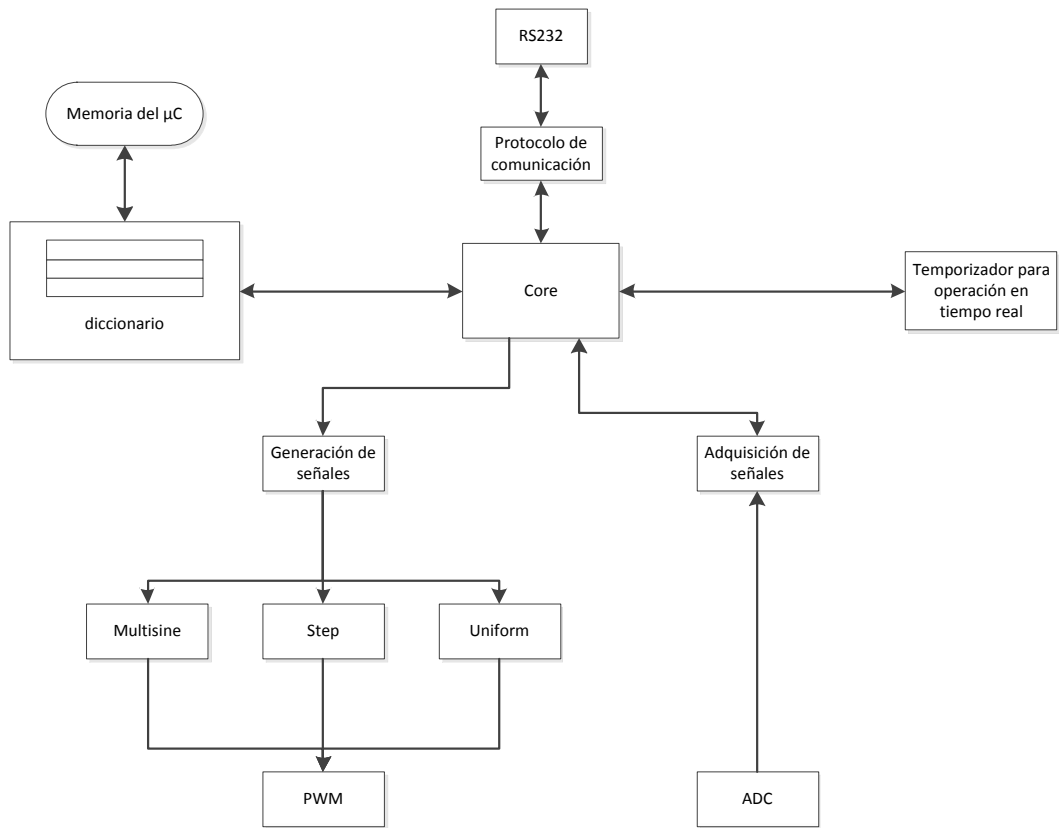 RS232
Memoria del µC
Protocolo de
comunicación
Core
Temporizador para
operación en
tiempo real
diccionario
Generación de
señales
Adquisición de
señales
Multisine
Step
Uniform
PWM
ADC